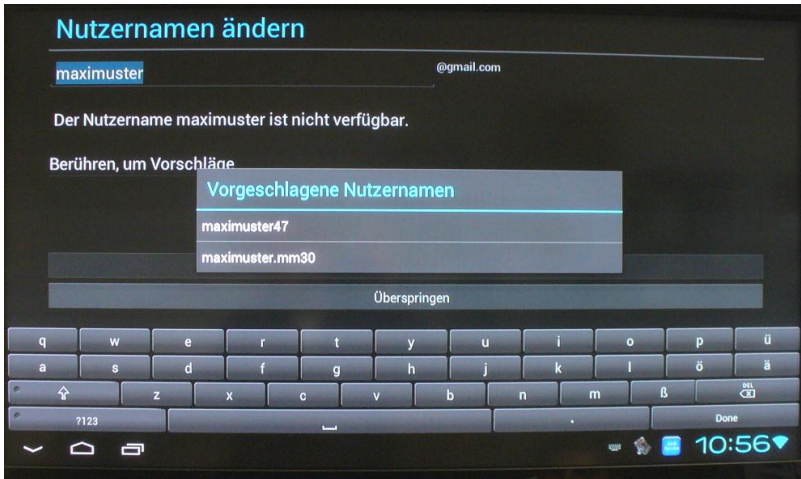 Nutzernamen ändern
maximuster @gmail.com
Der Nutzername maximuster ist nicht verfügbar.
Berühren, um Vorschläge
Vorgeschlagene Nutzernamen
maximuster47
maximuster.mm30
Überspringen
q w e r t y u i o p ü
a s d f g h j k l ö ä
z x c v b n m ß DEL
?123 . Done
10:56